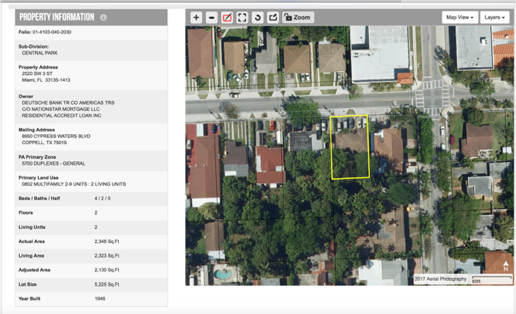 PROPERTY INFORMATION
Zoom
Map View
Layers
Folio: 01-4103-040-2030
Sub-Division:
CENTRAL PARK
Property Address
2520 SW 3 ST
Miami, FL 33135-1413
Owner
DEUTSCHE BANK TR CO AMERICAS TRS
C/O NATIONSTAR MORTGAGE LLC
RESIDENTIAL ACCREDIT LOAN INC
Mailing Address
8950 CYPRESS WATERS BLVD
COPPELL, TX 75019
PA Primary Zone
5700 DUPLEXES - GENERAL
Primary Land Use
0802 MULTIFAMILY 2-9 UNITS : 2 LIVING UNITS
Beds / Baths / Half 4 / 2 / 0
Floors 2
Living Units 2
Actual Area 2,348 Sq.Ft
Living Area 2,323 Sq.Ft
Adjusted Area 2,130 Sq.Ft
Lot Size 5,225 Sq.Ft
Year Built 1946
N
2017 Aerial Photography